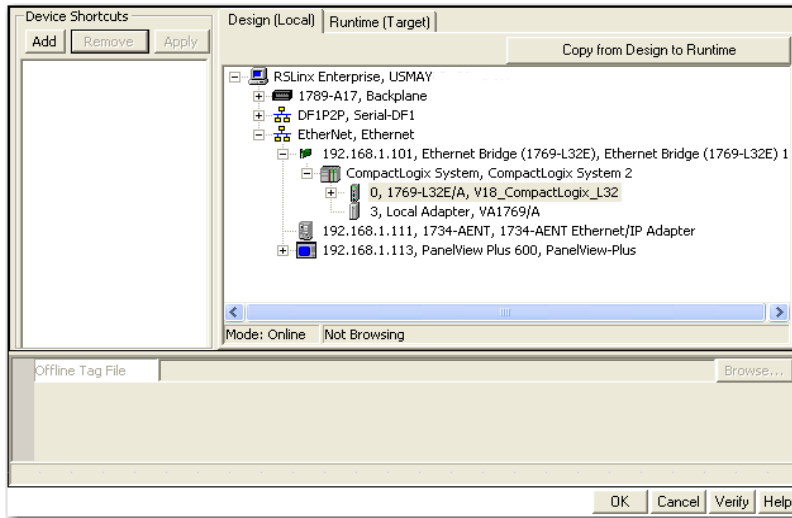 Device Shortcuts
Add Remove Apply
Design (Local) Runtime (Target)
Copy from Design to Runtime
RSLinx Enterprise, USMAY
1789-A17, Backplane
DF1P2P, Serial-DF1
EtherNet, Ethernet
192.168.1.101, Ethernet Bridge (1769-L32E), Ethernet Bridge (1769-L32E) 1
CompactLogix System, CompactLogix System 2
0, 1769-L32E/A, V18_CompactLogix_L32
3, Local Adapter, VA1769/A
192.168.1.111, 1734-AENT, 1734-AENT Ethernet/IP Adapter
192.168.1.113, PanelView Plus 600, PanelView-Plus
Mode: Online Not Browsing
Offline Tag File Browse...
OK Cancel Verify Help